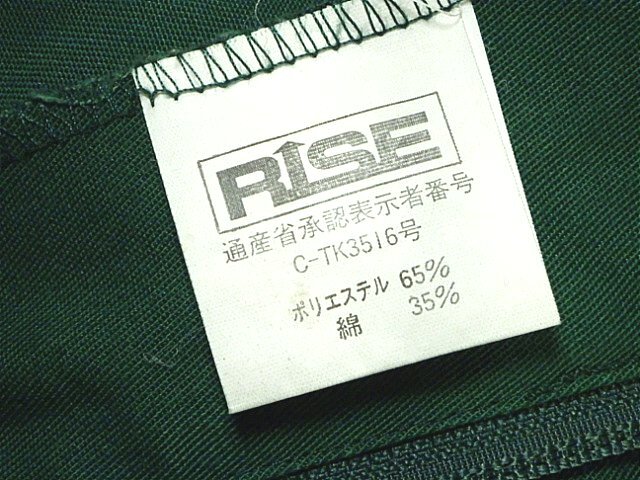 RISE
通産省承認表示者番号
C-TK3516号
ポリエステル 65%
綿 35%